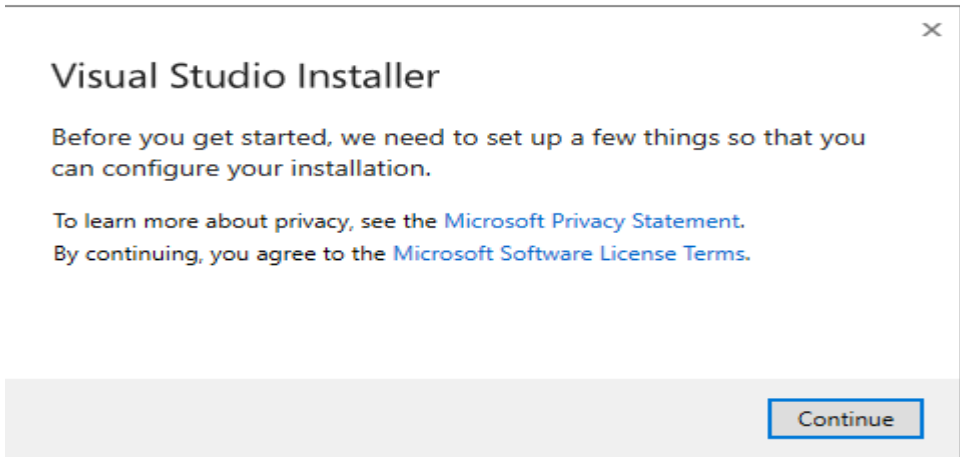 Visual Studio Installer
Before you get started, we need to set up a few things so that you
can configure your installation.
To learn more about privacy, see the Microsoft Privacy Statement.
By continuing, you agree to the Microsoft Software License Terms.
Continue